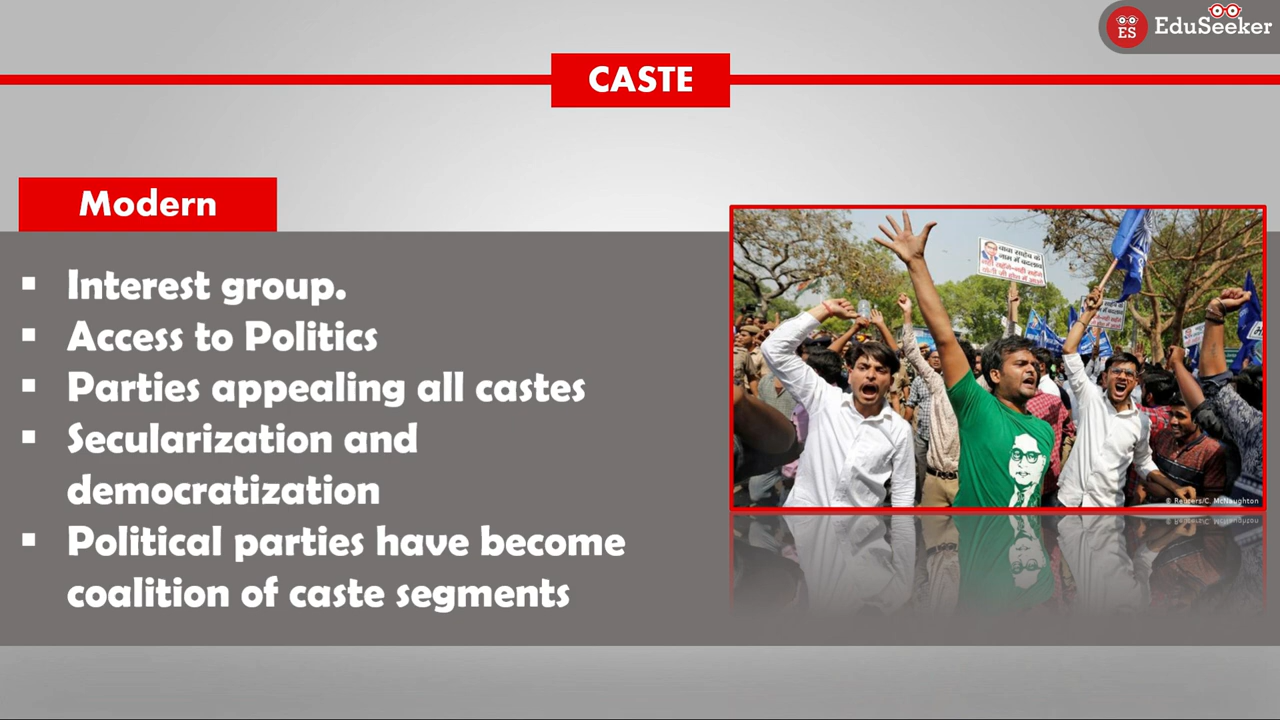 ES EduSeeker
CASTE
Modern
▪ Interest group.
▪ Access to Politics
▪ Parties appealing all castes
▪ Secularization and
democratization
▪ Political parties have become
coalition of caste segments
बाबा साहेब के
नाम में बदलाव
© Reuters/C. McNaughton